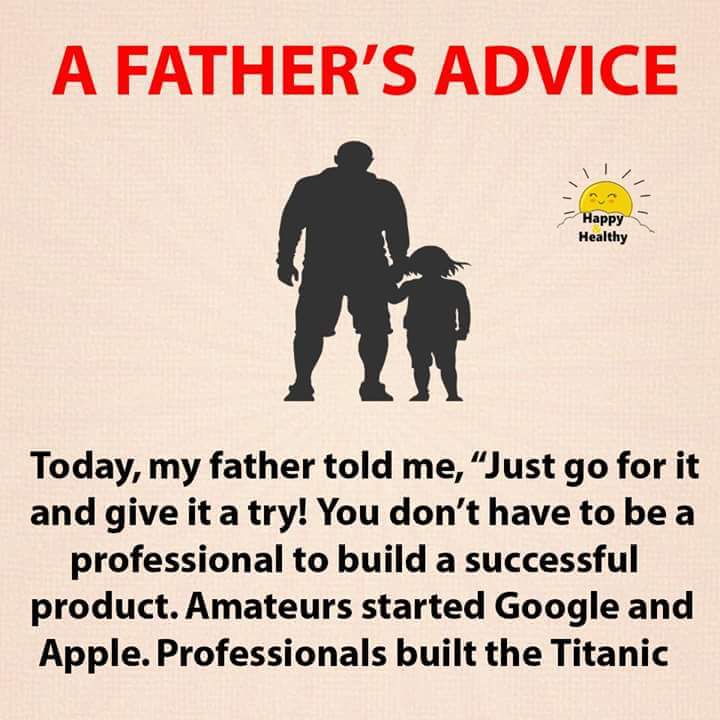 A FATHER’S ADVICE
Happy
&
Healthy
Today, my father told me, “Just go for it
and give it a try! You don’t have to be a
professional to build a successful
product. Amateurs started Google and
Apple. Professionals built the Titanic